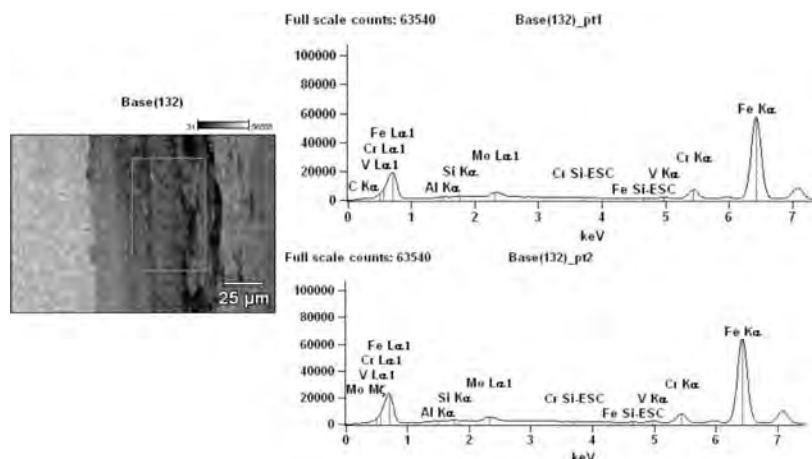 Base(132)
25 µm
Full scale counts: 63540 Base(132)_pt1
100000
80000
60000
40000
20000
0
Fe Kα
Fe Lα1
Cr Lα1
V Lα1
C Kα
Mo Lα1
Si Kα
Al Kα
Cr Si-ESC
Fe Si-ESC
V Kα
Cr Kα
0 1 2 3 4 5 6 7
keV
Full scale counts: 63540 Base(132)_pt2
100000
80000
60000
40000
20000
0
Fe Kα
Fe Lα1
Cr Lα1
V Lα1
Mo Mζ
Mo Lα1
Si Kα
Al Kα
Cr Si-ESC
Fe Si-ESC
V Kα
Cr Kα
0 1 2 3 4 5 6 7
keV